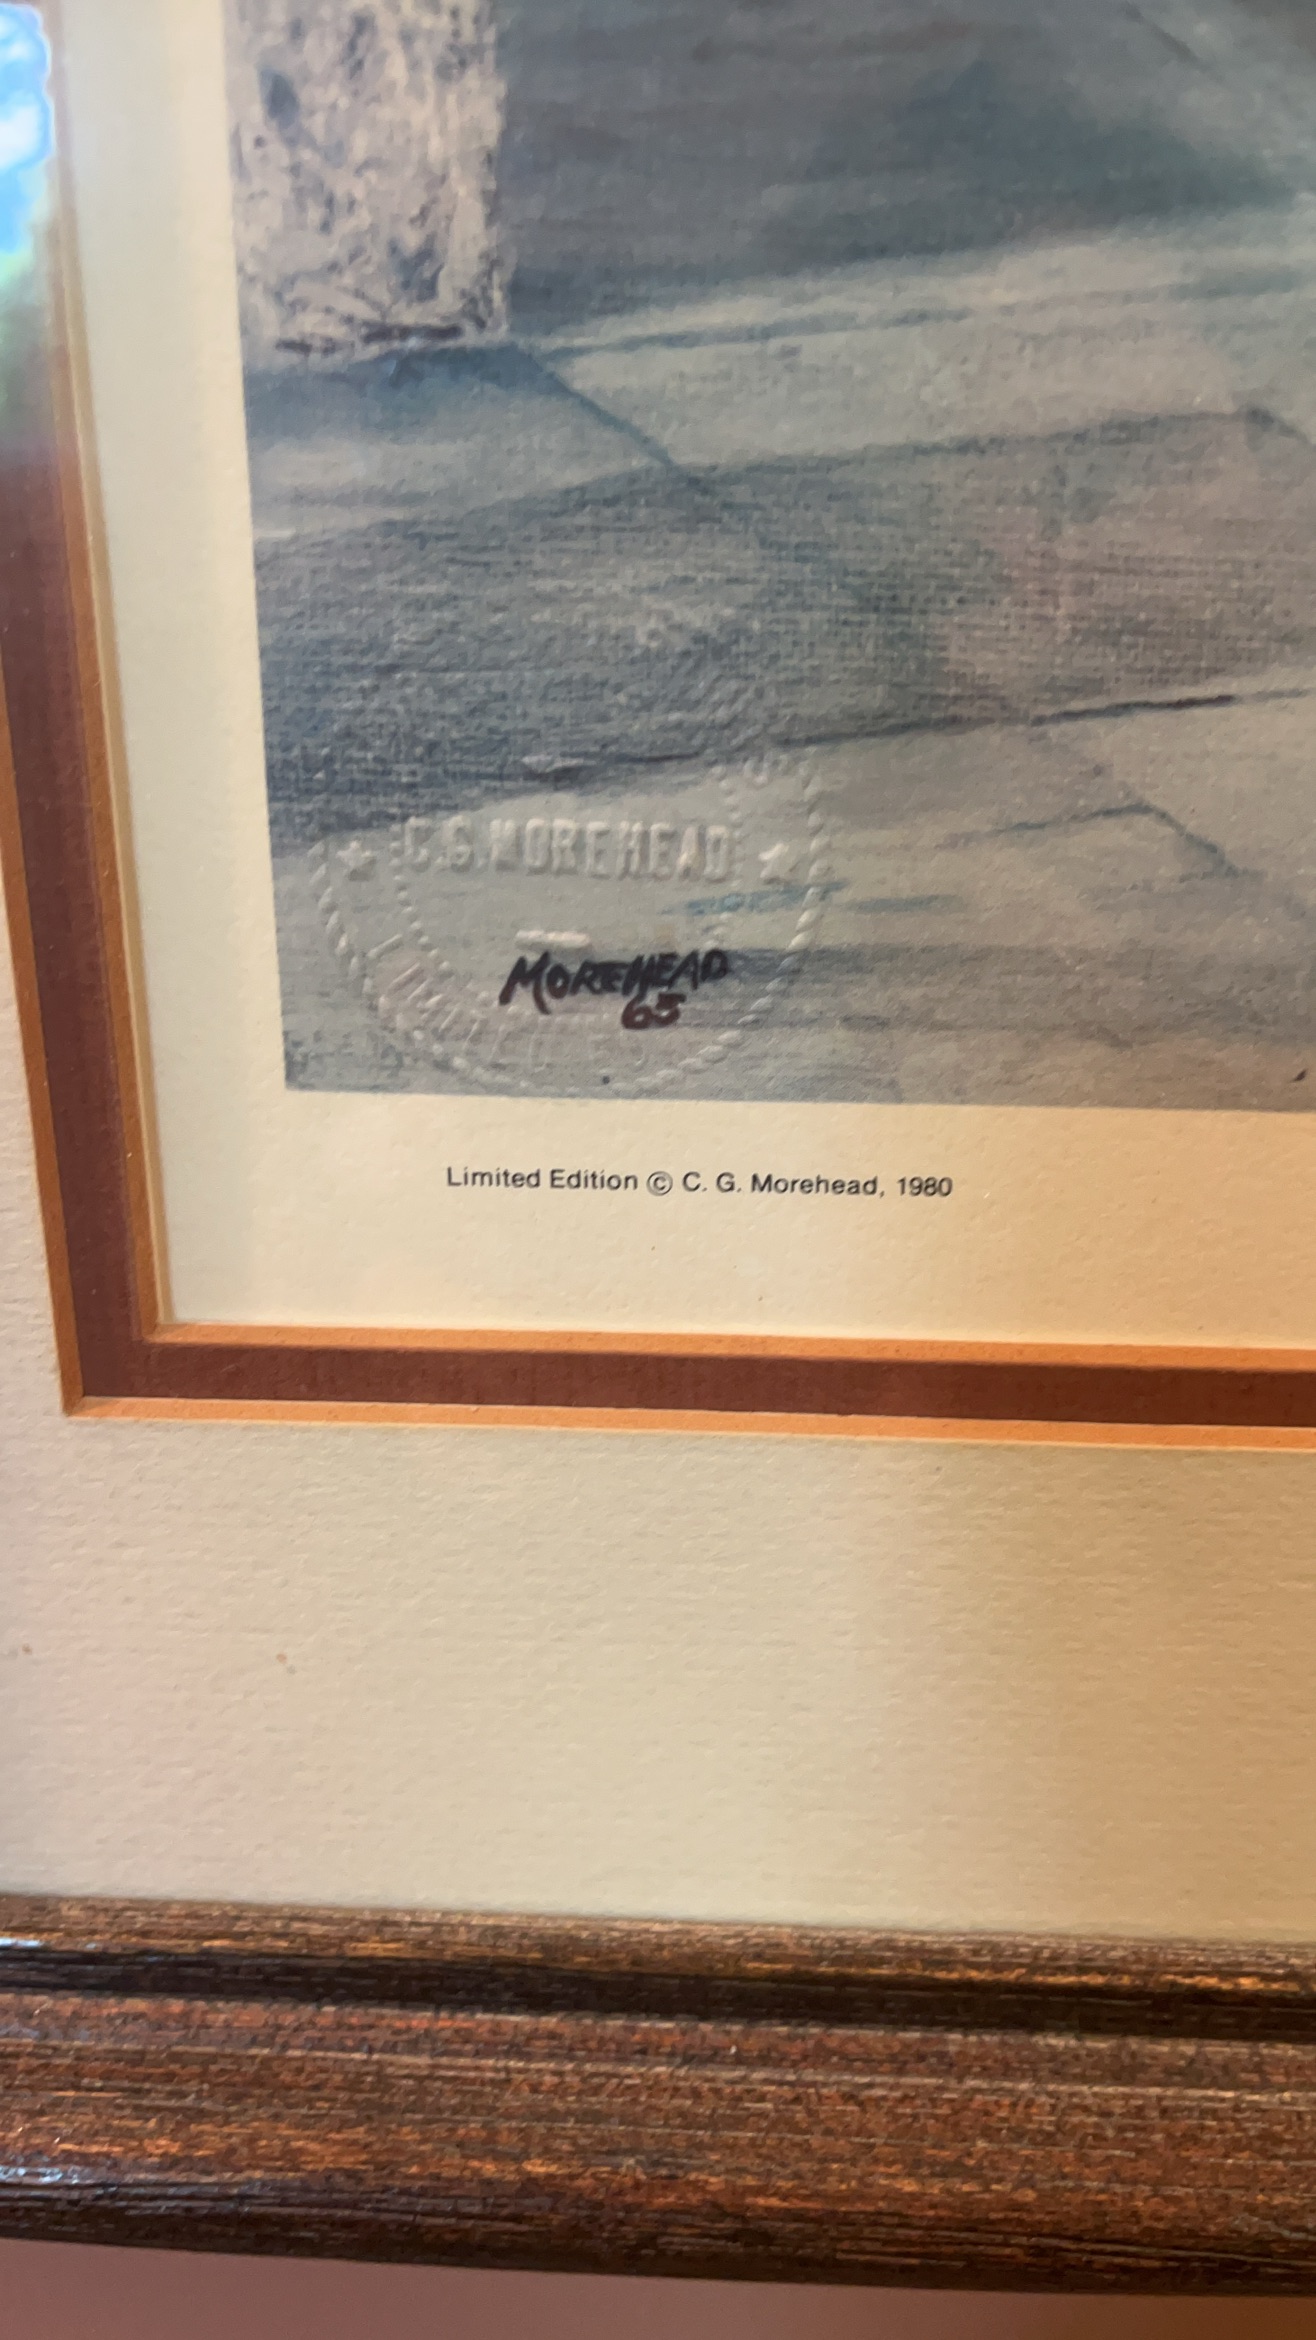 C.G.MOREHEAD
MOREHEAD
65
Limited Edition © C. G. Morehead, 1980